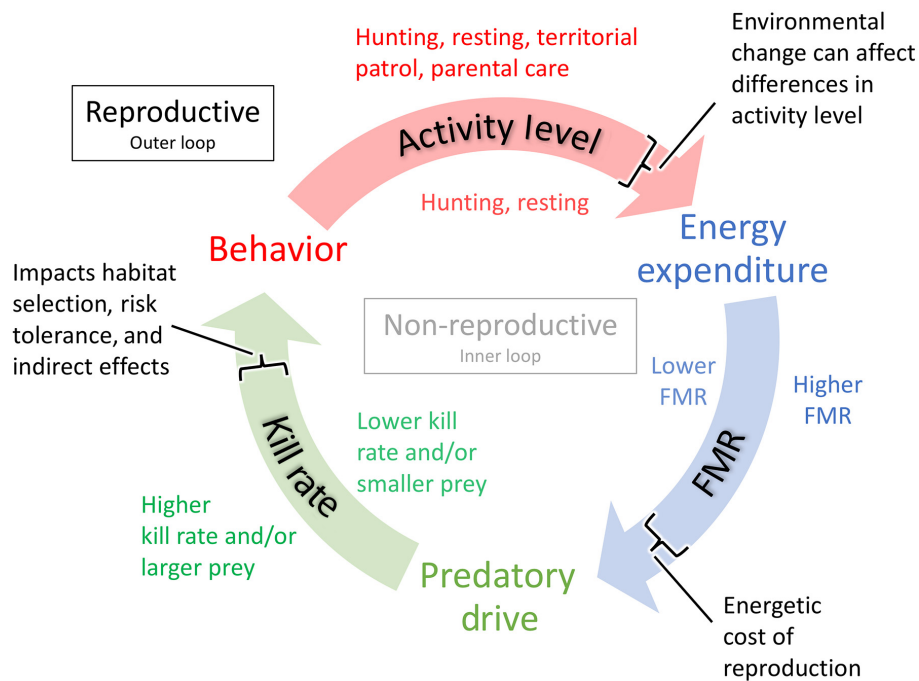 Hunting, resting, territorial
patrol, parental care
Environmental
change can affect
differences in
activity level
Reproductive
Outer loop
Activity level
Hunting, resting
Behavior
Energy
expenditure
Impacts habitat
selection, risk
tolerance, and
indirect effects
Non-reproductive
Inner loop
Lower
FMR
Higher
FMR
FMR
Kill rate
Lower kill
rate and/or
smaller prey
Higher
kill rate and/or
larger prey
Predatory
drive
Energetic
cost of
reproduction